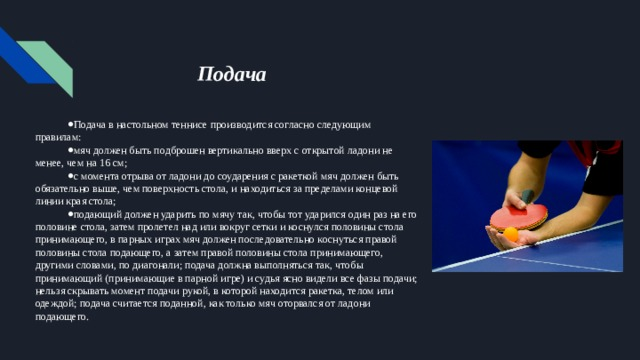 Подача
●Подача в настольном теннисе производится согласно следующим
правилам:
●мяч должен быть подброшен вертикально вверх с открытой ладони не
менее, чем на 16 см;
●с момента отрыва от ладони до соударения с ракеткой мяч должен быть
обязательно выше, чем поверхность стола, и находиться за пределами концевой
линии края стола;
●подающий должен ударить по мячу так, чтобы тот ударился один раз на его
половине стола, затем пролетел над или вокруг сетки и коснулся половины стола
принимающего, в парных играх мяч должен последовательно коснуться правой
половины стола подающего, а затем правой половины стола принимающего,
другими словами, по диагонали; подача должна выполняться так, чтобы
принимающий (принимающие в парной игре) и судья ясно видели все фазы подачи;
нельзя скрывать момент подачи рукой, в которой находится ракетка, телом или
одеждой; подача считается поданной, как только мяч оторвался от ладони
подающего.